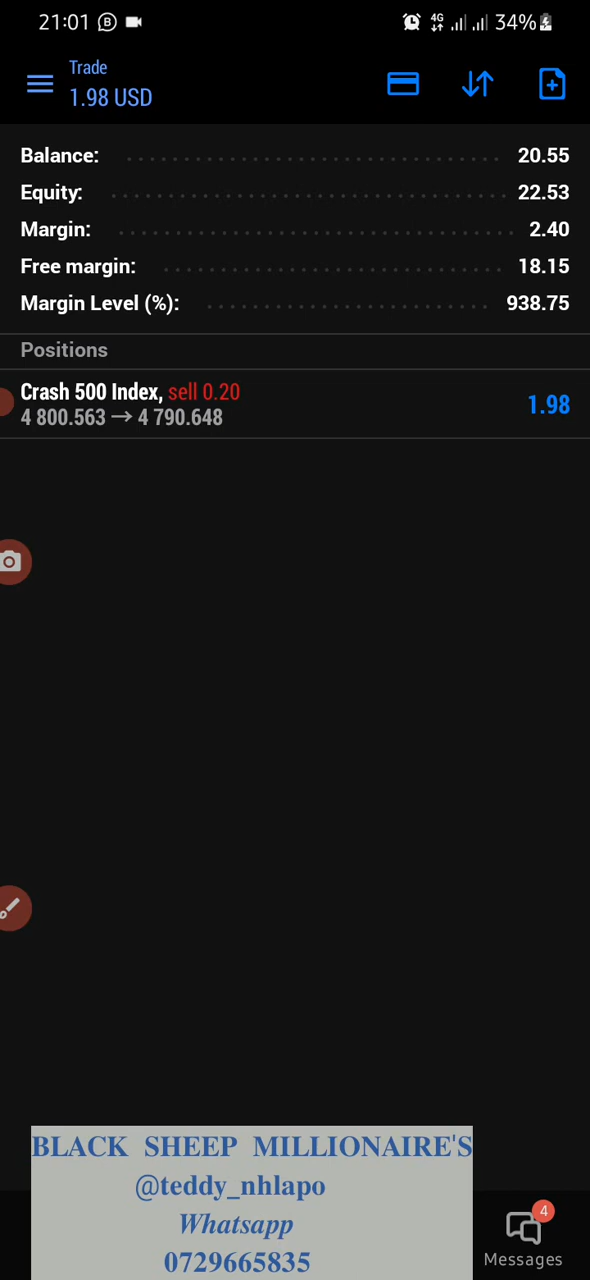 21:01 4G 34%
Trade
1.98 USD
Balance: 20.55
Equity: 22.53
Margin: 2.40
Free margin: 18.15
Margin Level (%): 938.75
Positions
Crash 500 Index, sell 0.20
4 800.563 → 4 790.648 1.98
BLACK SHEEP MILLIONAIRE'S
@teddy_nhlapo
Whatsapp
0729665835
4
Messages